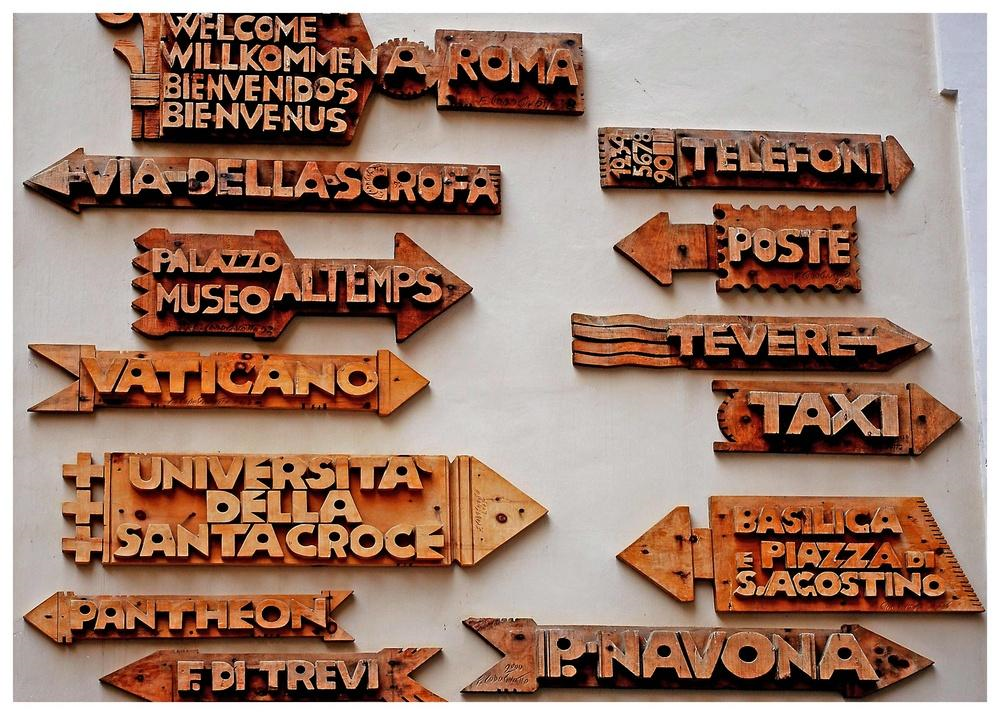 WELCOME
WILLKOMMEN
BIENVENIDOS
BIENVENUS
A ROMA
VIA DELLA SCROFA
PALAZZO
MUSEO
ALTEMPS
VATICANO
UNIVERSITA'
DELLA
SANTA CROCE
PANTHEON
F. DI TREVI
1234
5678
90
TELEFONI
POSTE
TEVERE
TAXI
BASILICA
E PIAZZA DI
S. AGOSTINO
P. NAVONA
2000